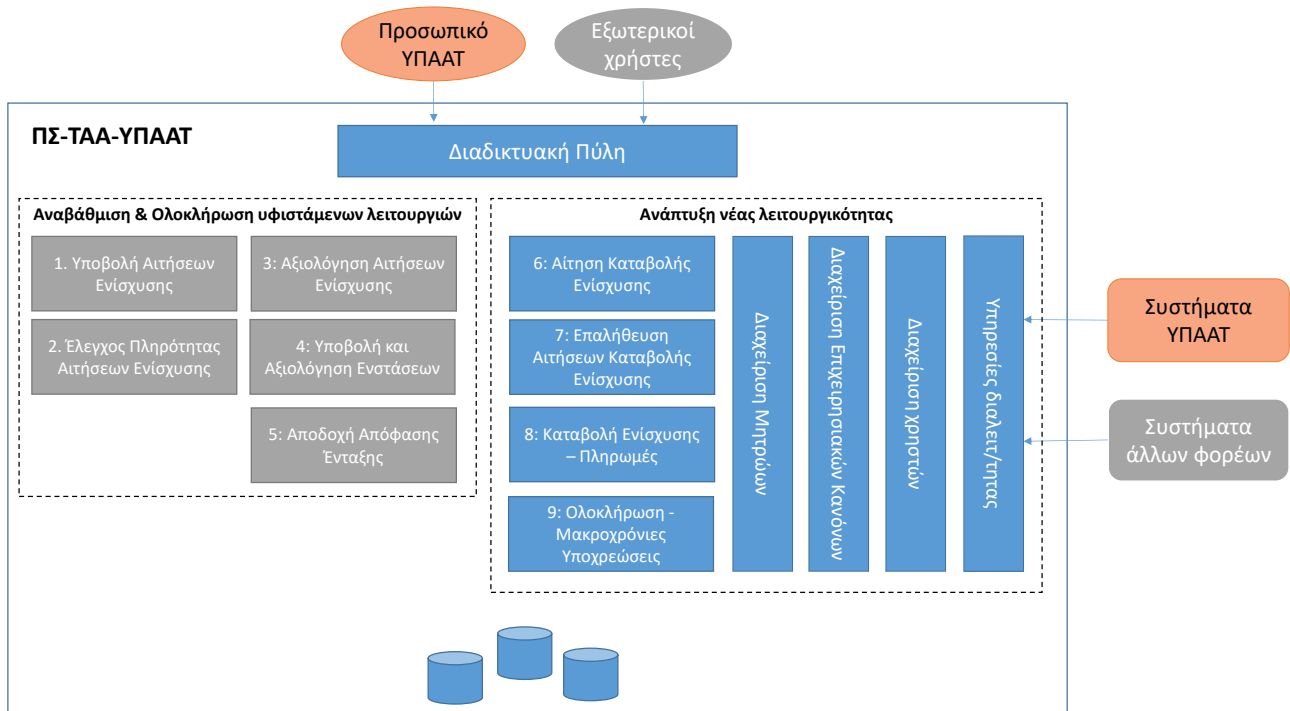 Προσωπικό
ΥΠΑΑΤ
Εξωτερικοί
χρήστες
ΠΣ-ΤΑΑ-ΥΠΑΑΤ
Διαδικτυακή Πύλη
Αναβάθμιση & Ολοκλήρωση υφιστάμενων λειτουργιών
1. Υποβολή Αιτήσεων
Ενίσχυσης
3: Αξιολόγηση Αιτήσεων
Ενίσχυσης
2. Έλεγχος Πληρότητας
Αιτήσεων Ενίσχυσης
4: Υποβολή και
Αξιολόγηση Ενστάσεων
5: Αποδοχή Απόφασης
Ένταξης
Ανάπτυξη νέας λειτουργικότητας
6: Αίτηση Καταβολής
Ενίσχυσης
7: Επαλήθευση
Αιτήσεων Καταβολής
Ενίσχυσης
8: Καταβολή Ενίσχυσης
– Πληρωμές
9: Ολοκλήρωση -
Μακροχρόνιες
Υποχρεώσεις
Διαχείριση Μητρώων
Διαχείριση Επιχειρησιακών Κανόνων
Διαχείριση χρηστών
Υπηρεσίες διαλειτ/τητας
Συστήματα
ΥΠΑΑΤ
Συστήματα
άλλων φορέων